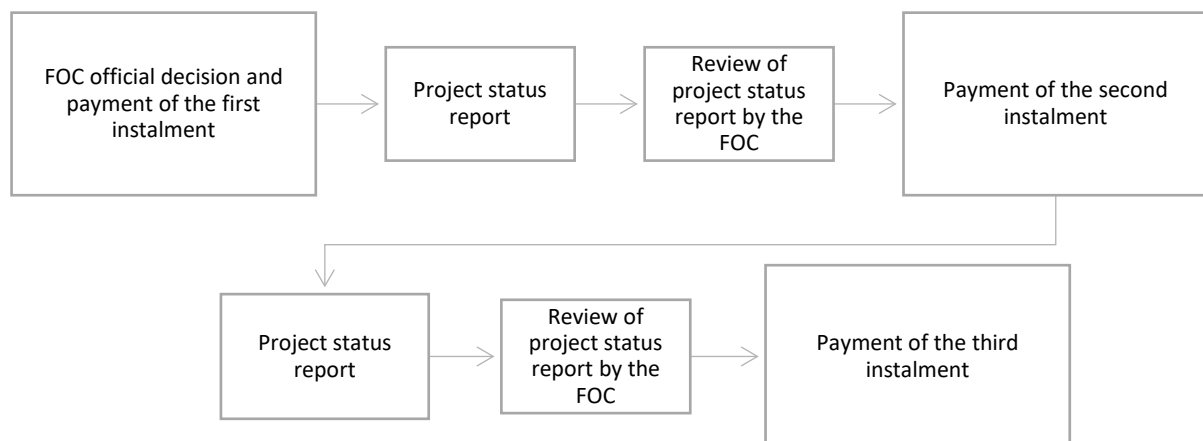 FOC official decision and
payment of the first
instalment
Project status
report
Review of
project status
report by the
FOC
Payment of the second
instalment
Project status
report
Review of
project status
report by the
FOC
Payment of the third
instalment